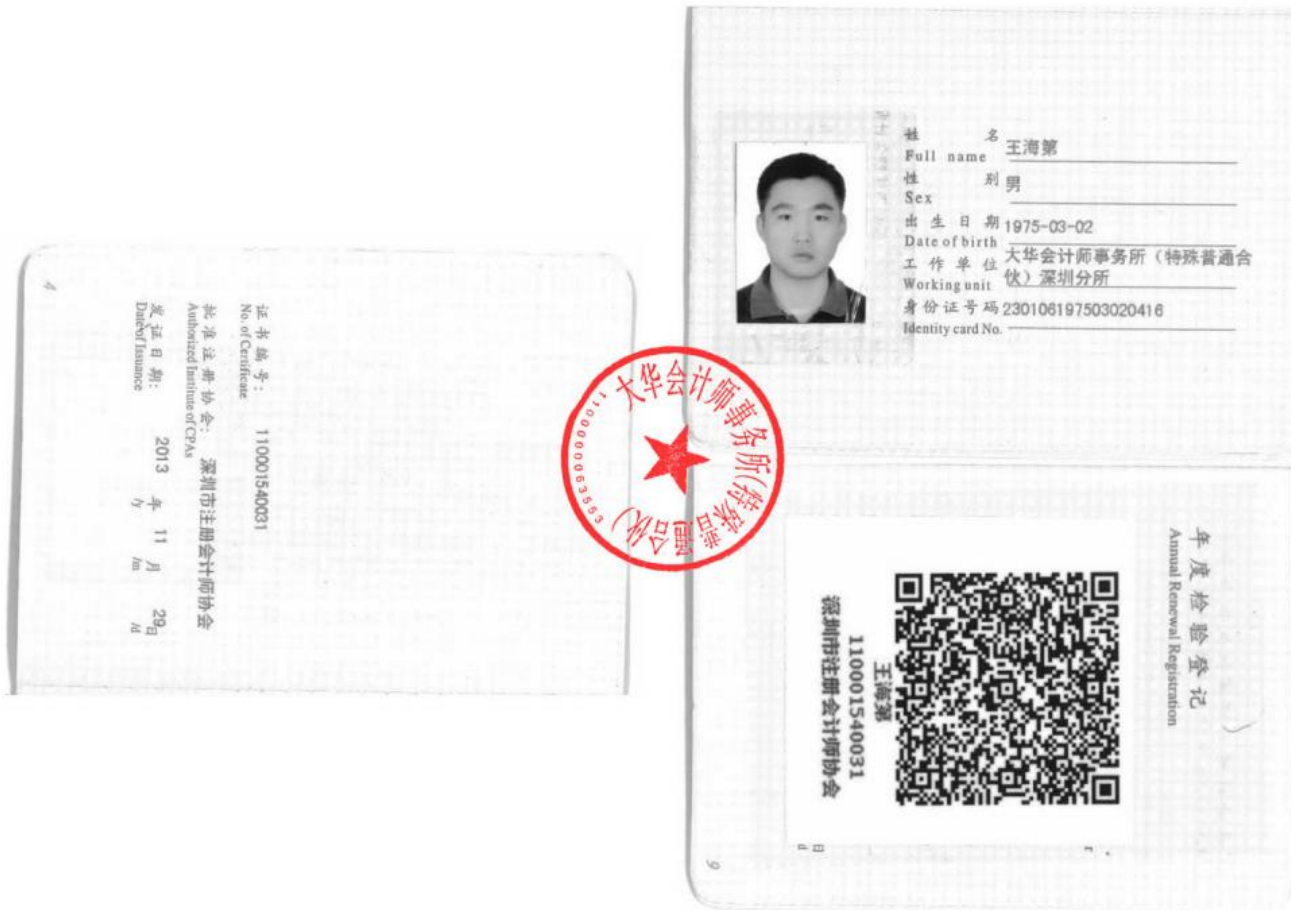 姓名 王海第
Full name
性别 男
Sex
出生日期 1975-03-02
Date of birth
工作单位 大华会计师事务所（特殊普通合
Working unit 伙）深圳分所
身份证号码 230106197503020416
Identity card No.
证书编号： 110001540031
No. of Certificate
批准注册协会： 深圳市注册会计师协会
Authorized Institute of CPAs
发证日期： 2013 年 11 月 29 日
Date of Issuance /y /m /d
4
大华会计师事务所(特殊普通合伙)
1100000063553
年度检验登记
Annual Renewal Registration
王海第
110001540031
深圳市注册会计师协会
日
d
9